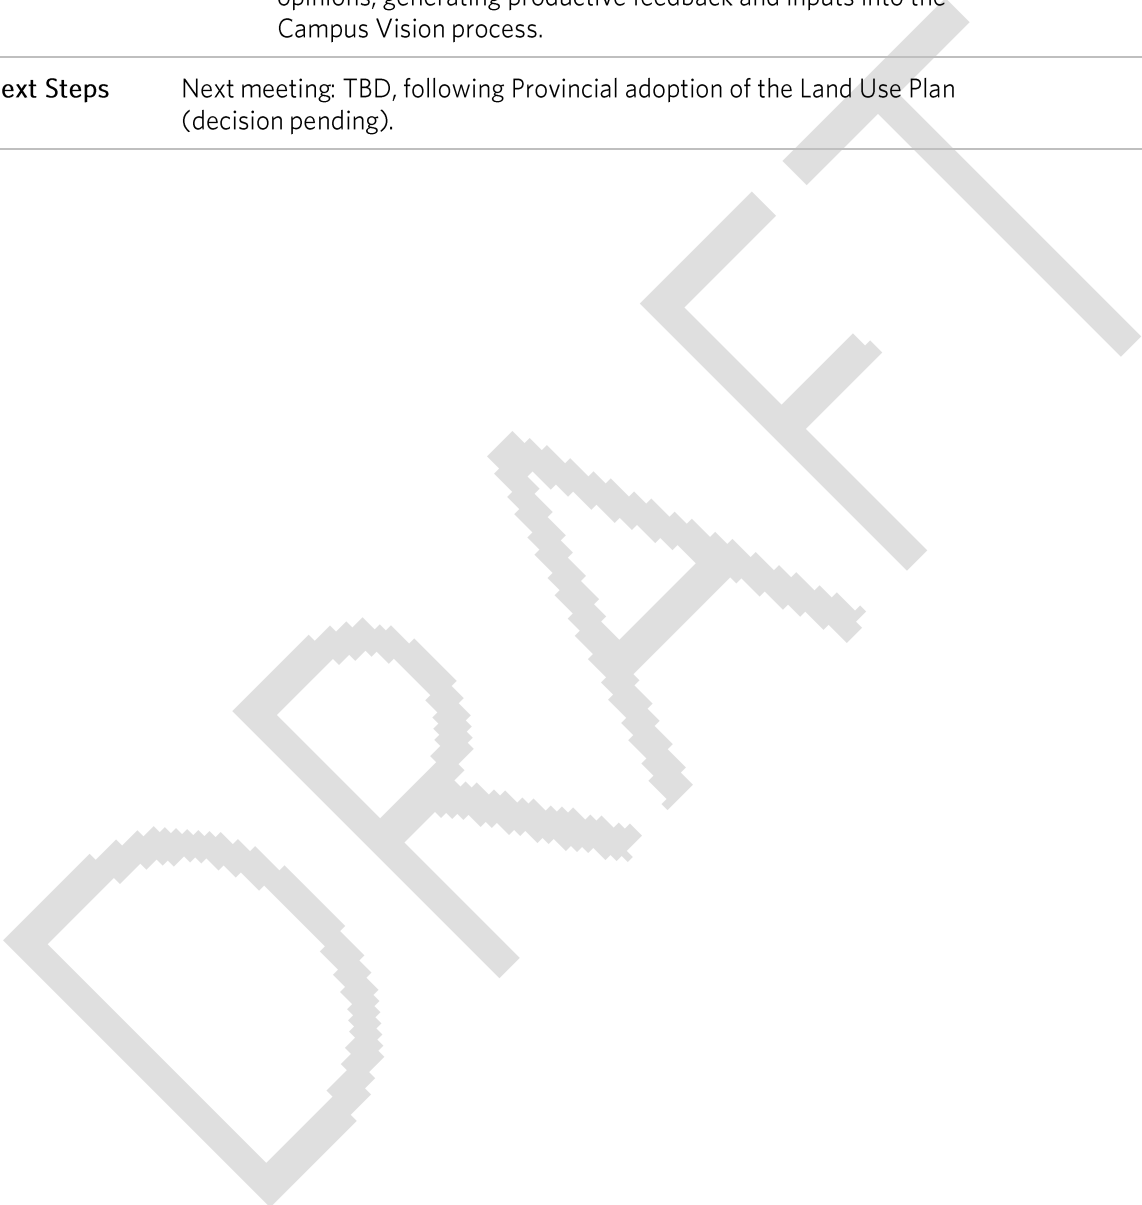 opinions, generating productive feedback and inputs into the
Campus Vision process.
ext Steps Next meeting: TBD, following Provincial adoption of the Land Use Plan
(decision pending).
DRAFT